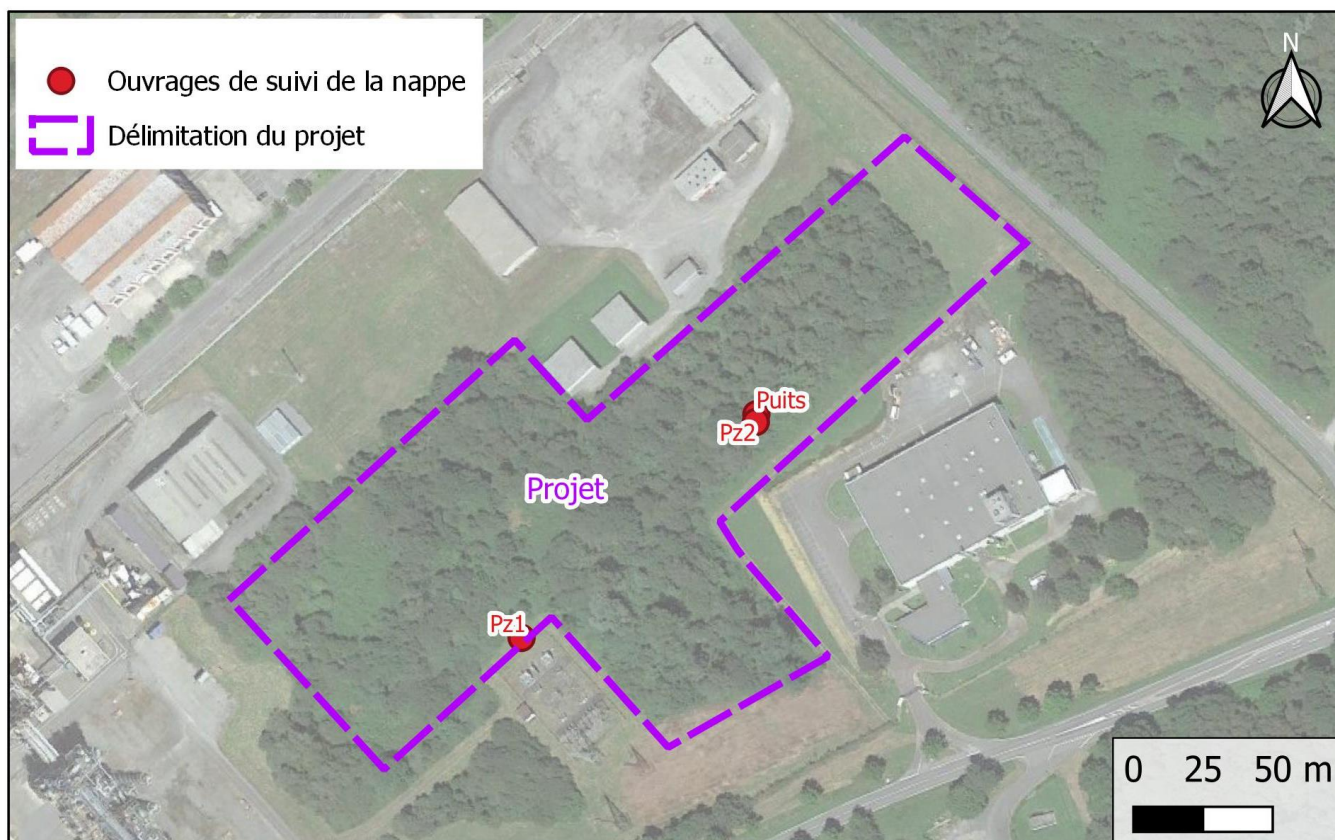 Ouvrages de suivi de la nappe
Délimitation du projet
N
Puits
Pz2
Projet
Pz1
0 25 50 m